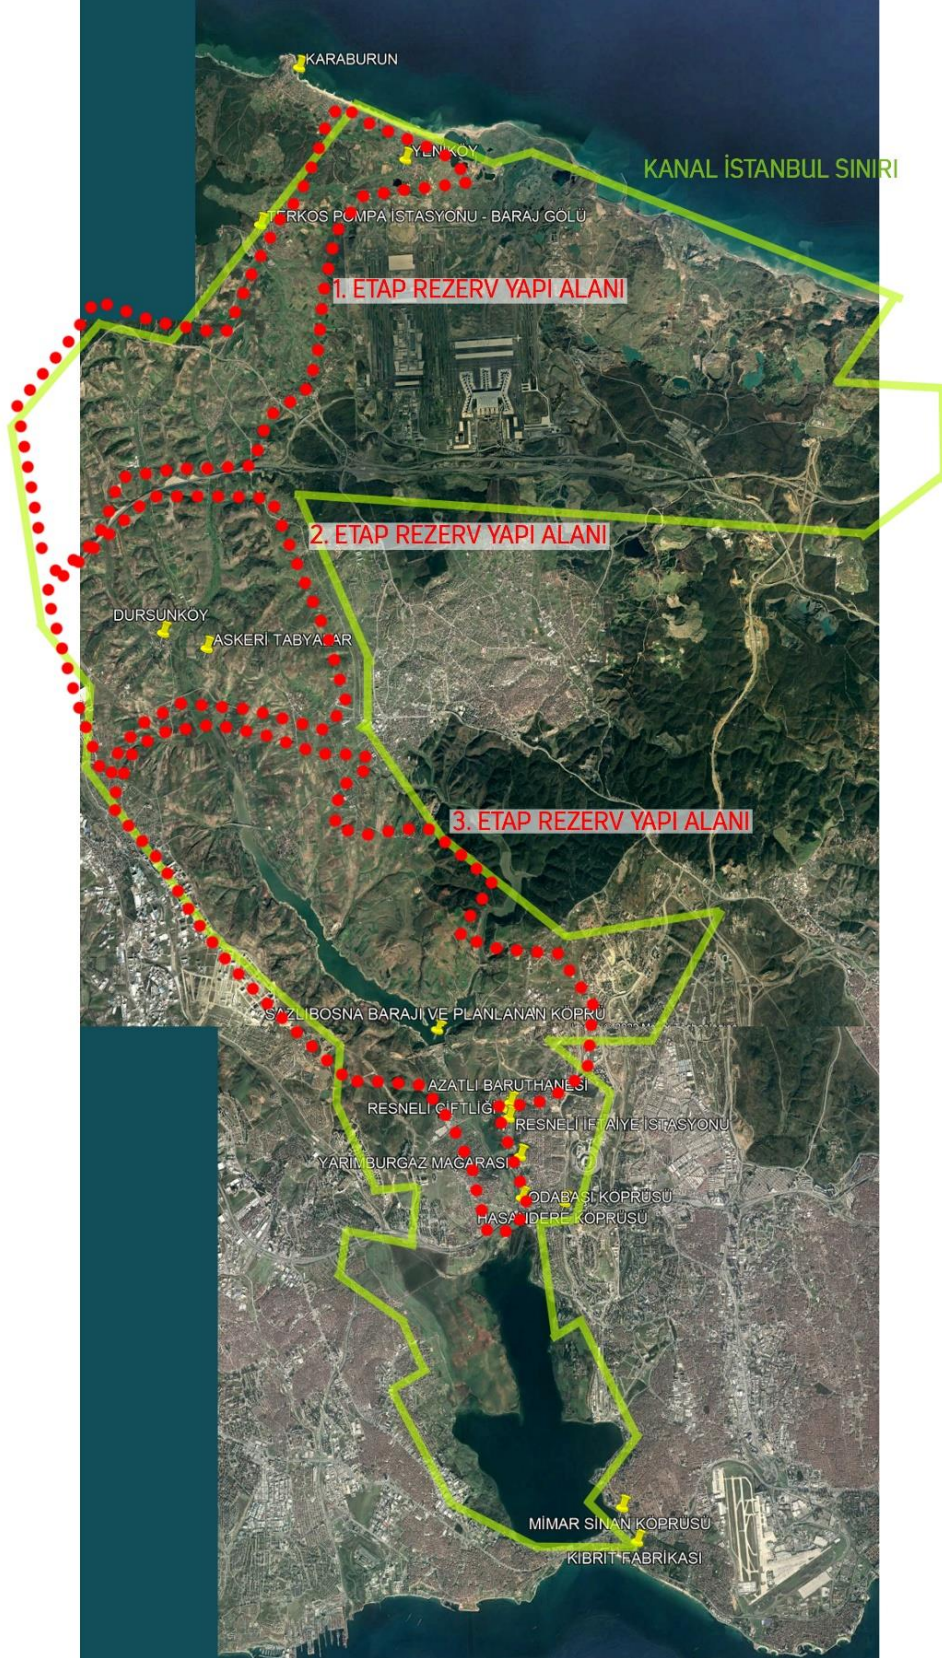 KARABURUN
YENİKÖY
KANAL İSTANBUL SINIRI
TERKOS POMPA İSTASYONU - BARAJ GÖLÜ
1. ETAP REZERV YAPI ALANI
2. ETAP REZERV YAPI ALANI
DURSUNKÖY
ASKERİ TABYALAR
3. ETAP REZERV YAPI ALANI
SAZLIBOSNA BARAJI VE PLANLANAN KÖPRÜ
AZATLI BARUTHANESİ
RESNELİ ÇİFTLİĞİ
RESNELİ İFTAİYE İSTASYONU
YARIMBURGAZ MAĞARASI
ODABAŞI KÖPRÜSÜ
HASANDERE KÖPRÜSÜ
MİMAR SİNAN KÖPRÜSÜ
KİBRİT FABRİKASI